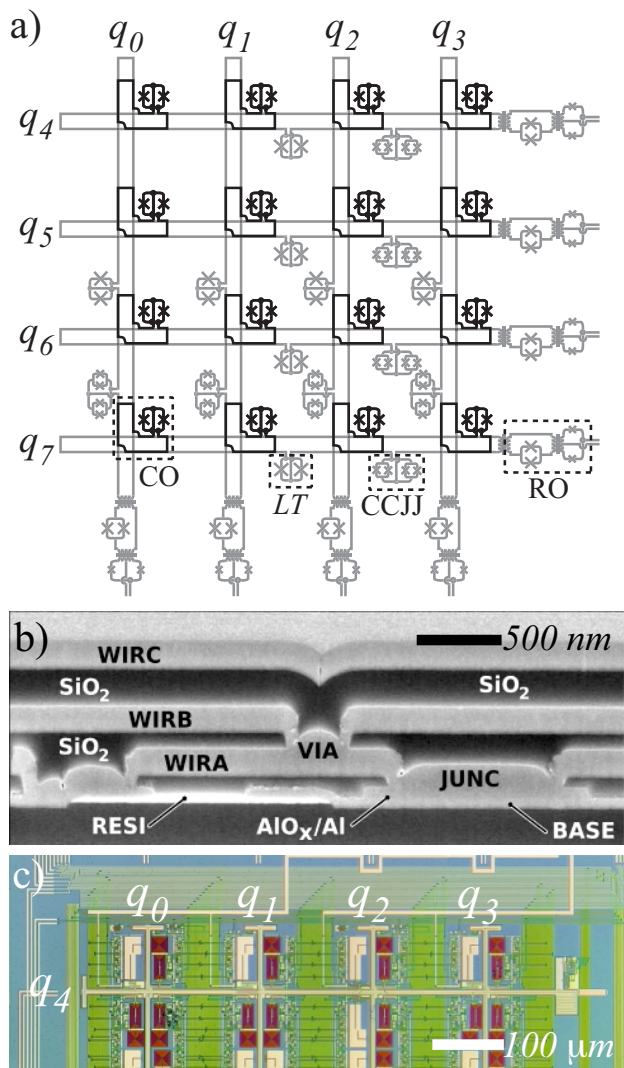 a)
q0 q1 q2 q3
q4
q5
q6
q7
CO LT CCJJ RO
b)
500 nm
WIRC
SiO2 SiO2
WIRB
SiO2 VIA
WIRA JUNC
RESI AlOX/Al BASE
c)
q0 q1 q2 q3
q4
100 μm